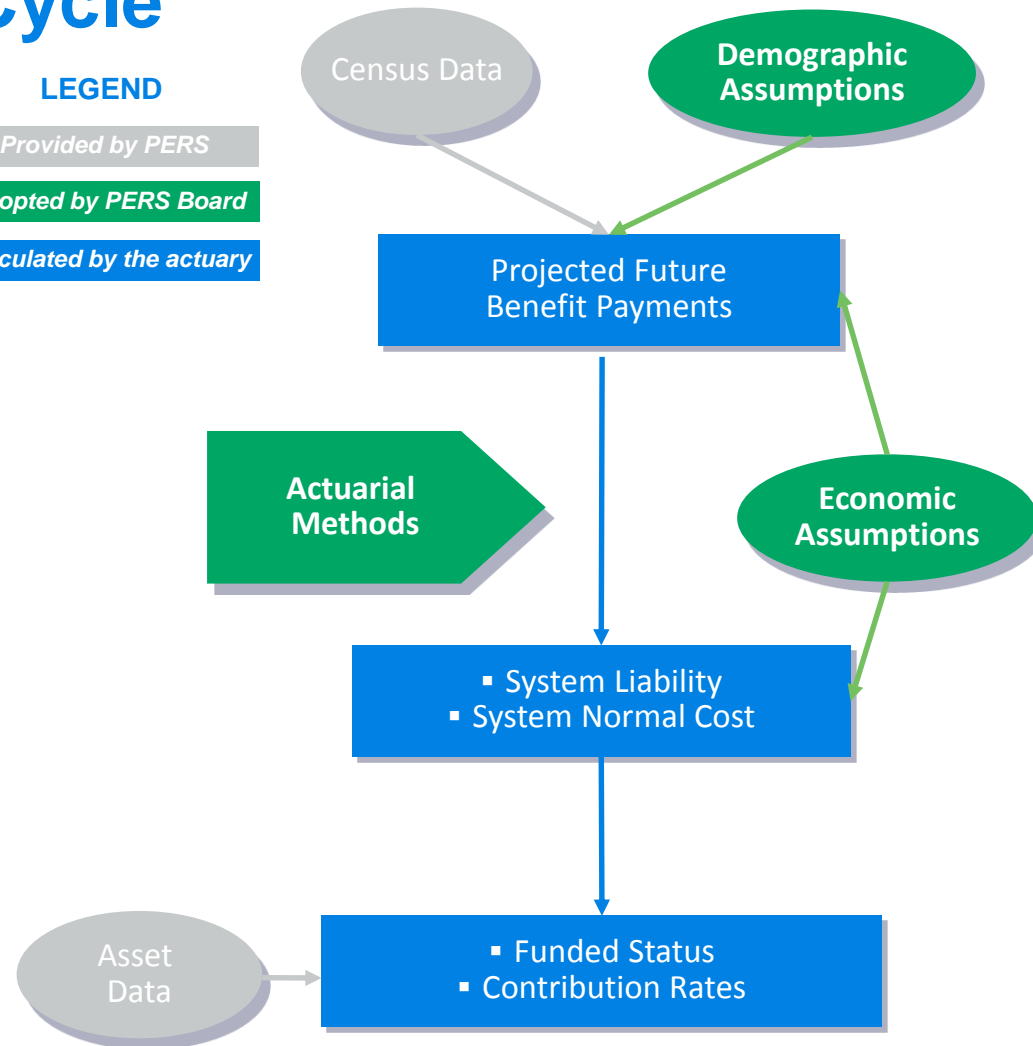 Cycle
LEGEND
Provided by PERS
opted by PERS Board
culated by the actuary
Census Data
Demographic
Assumptions
Projected Future
Benefit Payments
Actuarial
Methods
Economic
Assumptions
▪ System Liability
▪ System Normal Cost
Asset
Data
▪ Funded Status
▪ Contribution Rates